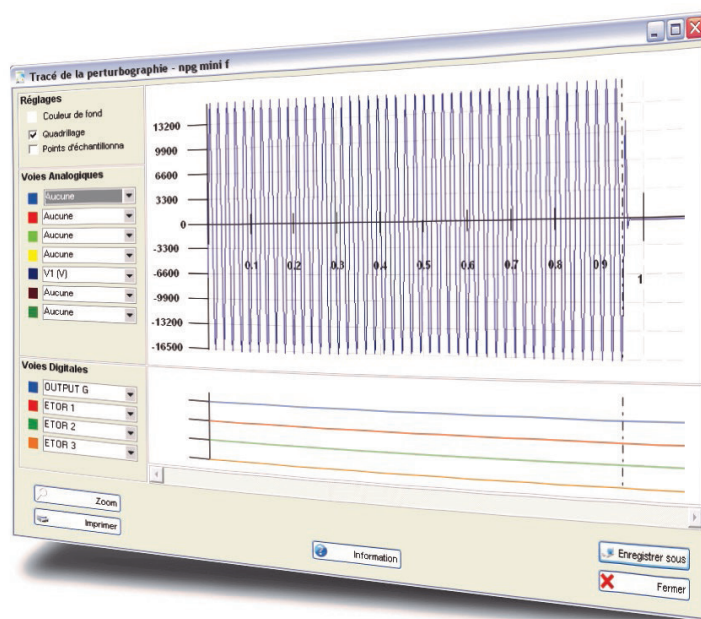 Tracé de la perturbographie - npg mini f
Réglages
Couleur de fond
Quadrillage
Points d'échantillonna
Voies Analogiques
Aucune
Aucune
Aucune
Aucune
V1 (V)
Aucune
Aucune
13200
9900
6600
3300
0
-3300
-6600
-9900
-13200
-16500
0.1 0.2 0.3 0.4 0.5 0.6 0.7 0.8 0.9 1
Voies Digitales
OUTPUT G
ETOR 1
ETOR 2
ETOR 3
Zoom
Imprimer
Information
Enregistrer sous
Fermer